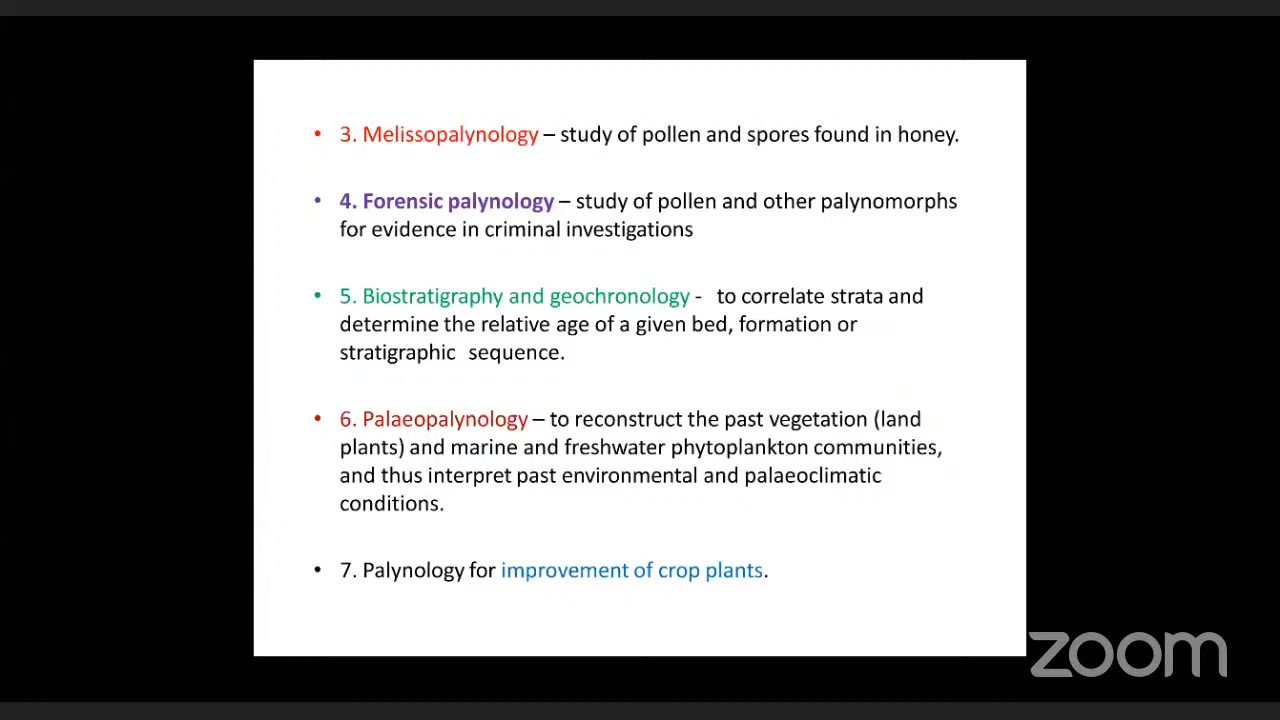 • 3. Melissopalynology – study of pollen and spores found in honey.
• 4. Forensic palynology – study of pollen and other palynomorphs
for evidence in criminal investigations
• 5. Biostratigraphy and geochronology - to correlate strata and
determine the relative age of a given bed, formation or
stratigraphic sequence.
• 6. Palaeopalynology – to reconstruct the past vegetation (land
plants) and marine and freshwater phytoplankton communities,
and thus interpret past environmental and palaeoclimatic
conditions.
• 7. Palynology for improvement of crop plants.
zoom